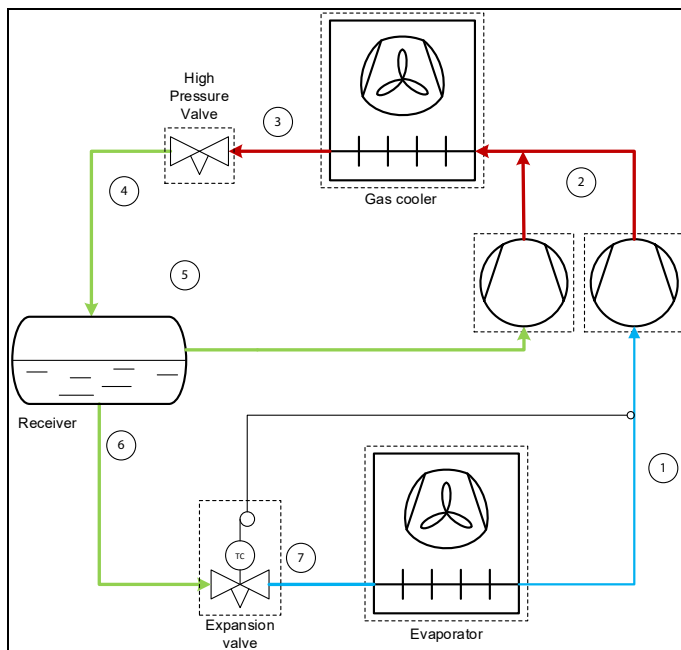 High
Pressure
Valve
3
Gas cooler
2
4
5
Receiver
6
1
TC
7
Expansion
valve
Evaporator